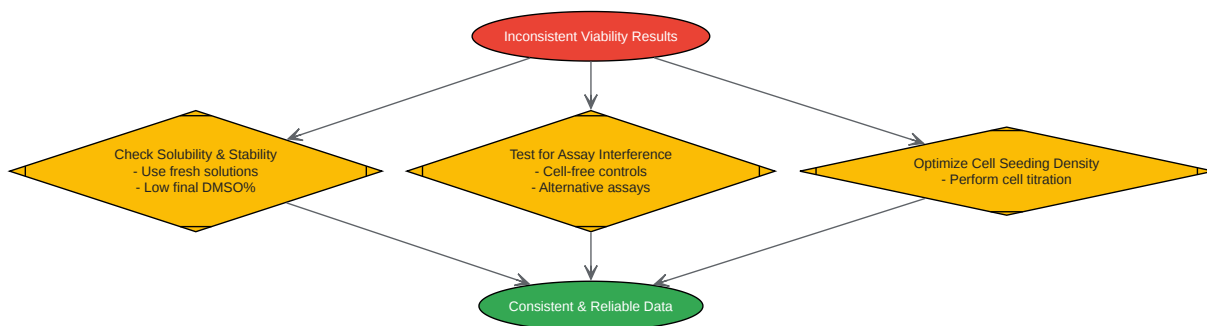 Inconsistent Viability Results
Check Solubility & Stability
- Use fresh solutions
- Low final DMSO%
Test for Assay Interference
- Cell-free controls
- Alternative assays
Optimize Cell Seeding Density
- Perform cell titration
Consistent & Reliable Data